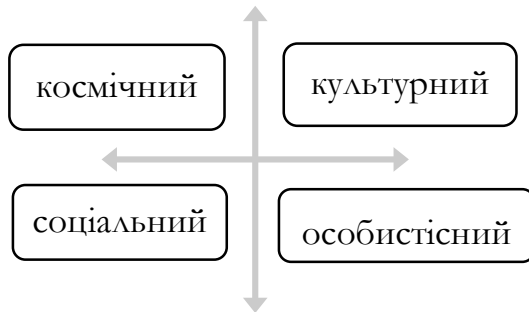 космічний
культурний
соціальний
особистісний